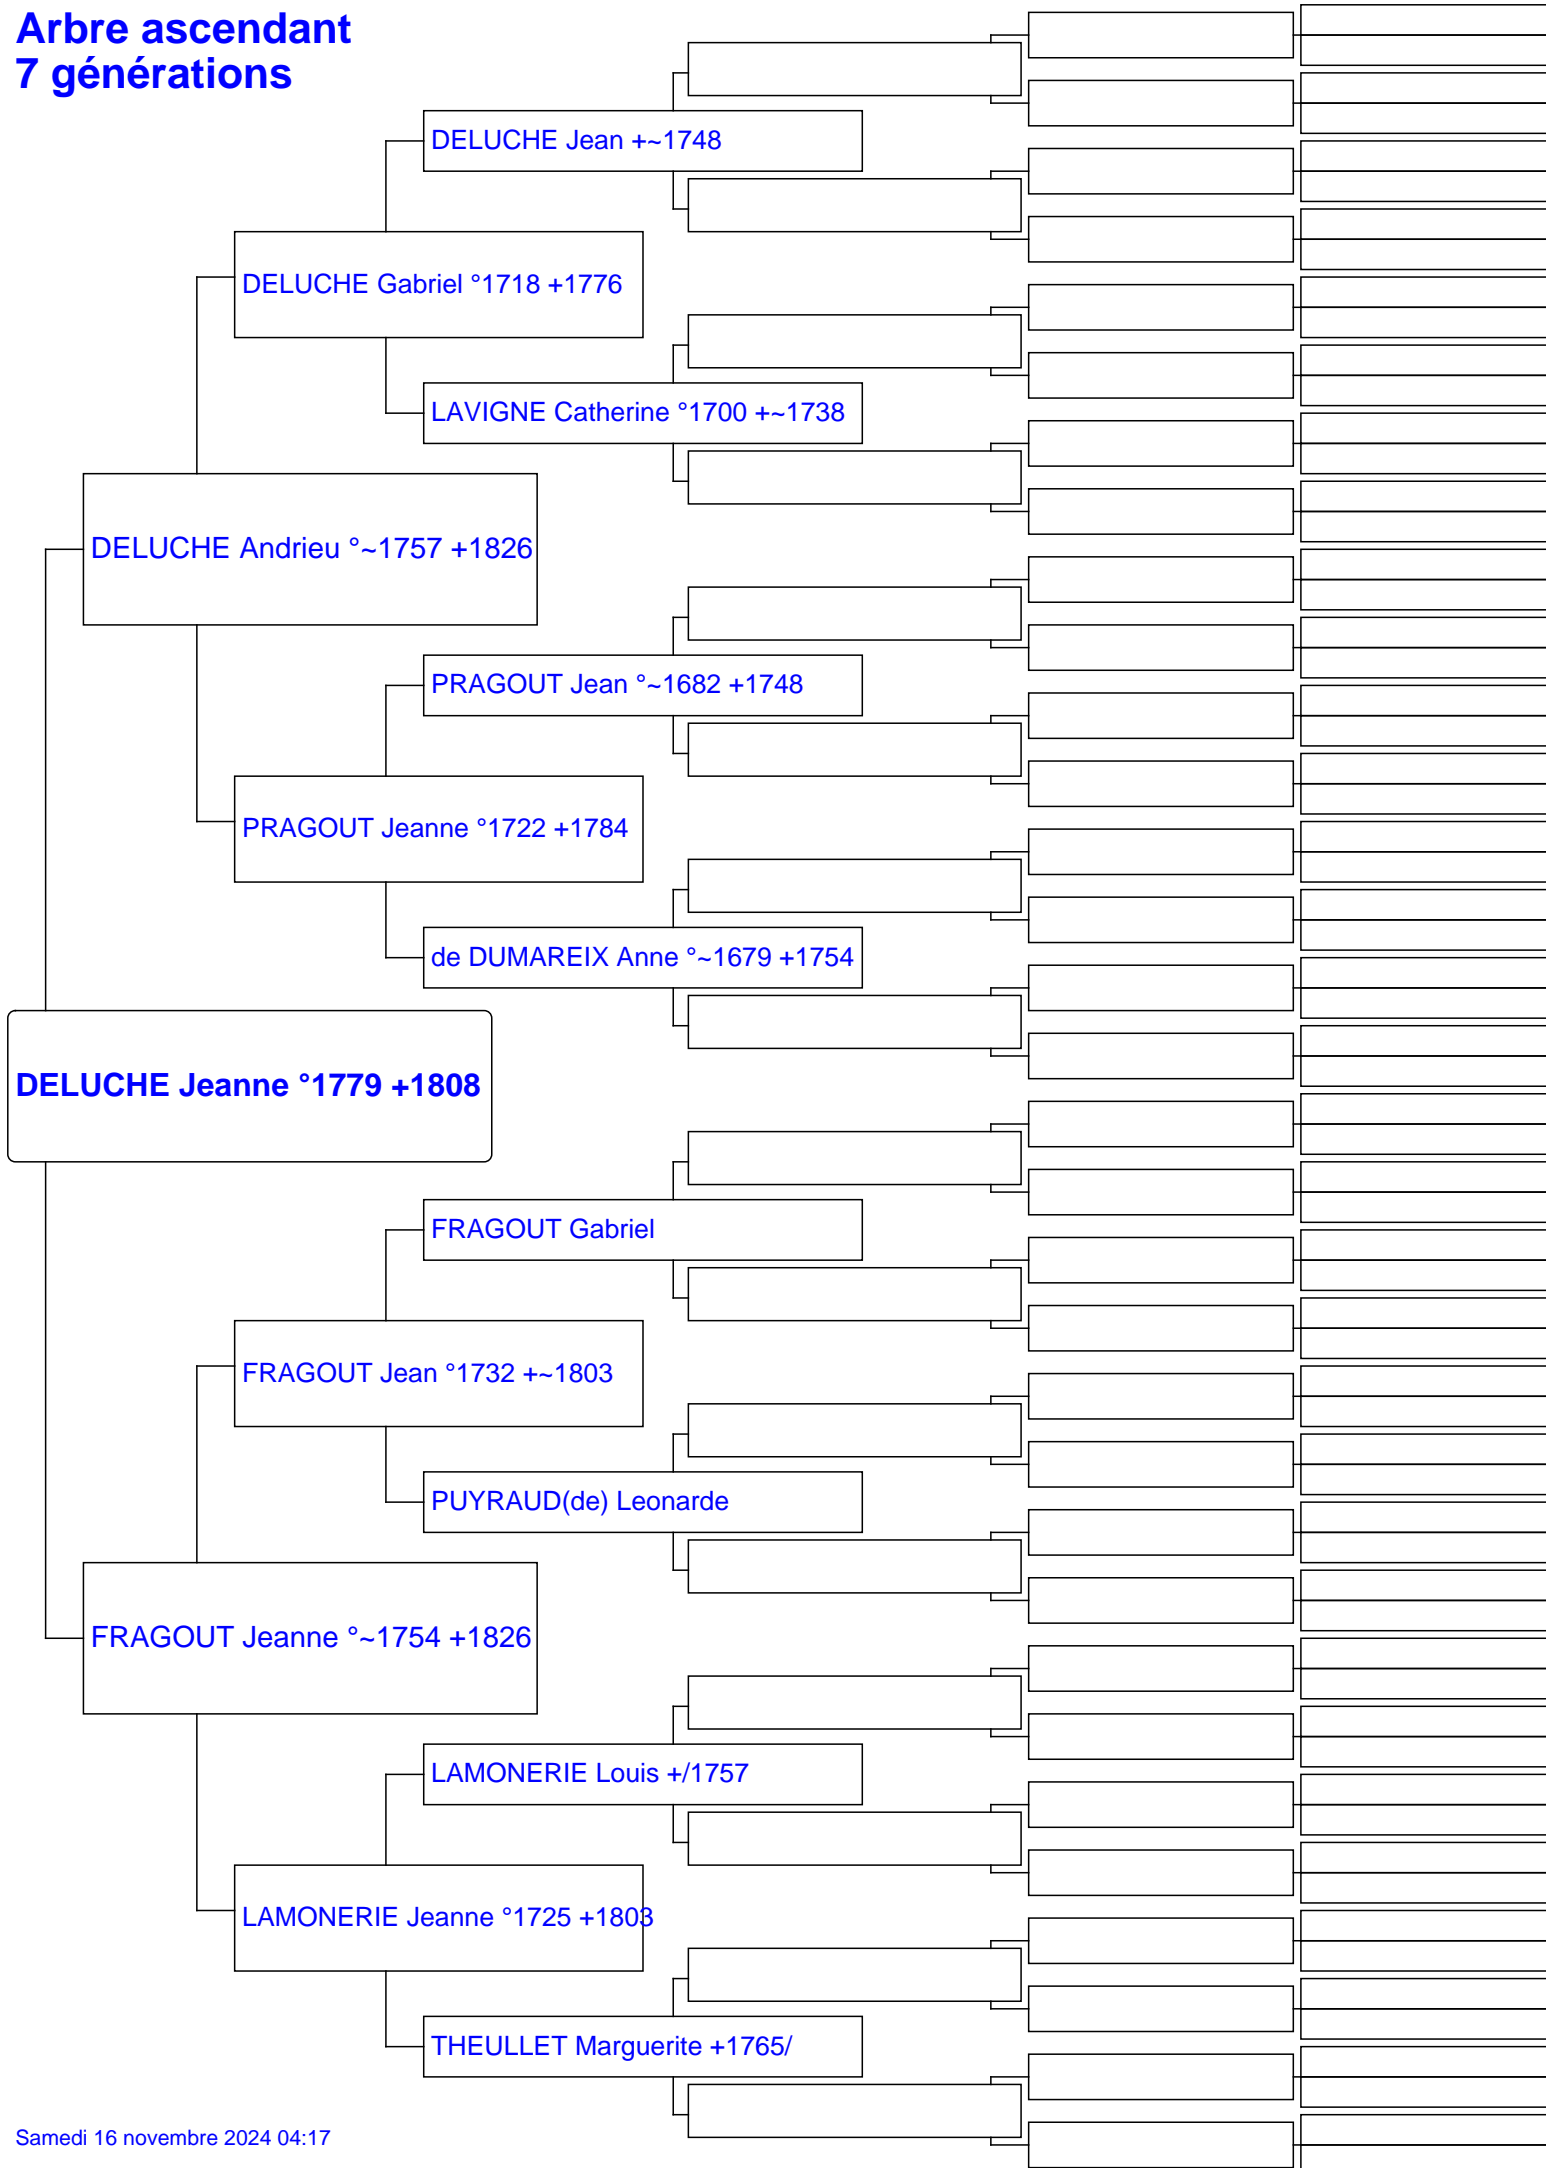 Arbre ascendant
7 générations
DELUCHE Jean +~1748
DELUCHE Gabriel °1718 +1776
LAVIGNE Catherine °1700 +~1738
DELUCHE Andrieu °~1757 +1826
PRAGOUT Jean °~1682 +1748
PRAGOUT Jeanne °1722 +1784
de DUMAREIX Anne °~1679 +1754
DELUCHE Jeanne °1779 +1808
FRAGOUT Gabriel
FRAGOUT Jean °1732 +~1803
PUYRAUD(de) Leonarde
FRAGOUT Jeanne °~1754 +1826
LAMONERIE Louis +/1757
LAMONERIE Jeanne °1725 +1803
THEULLET Marguerite +1765/
Samedi 16 novembre 2024 04:17